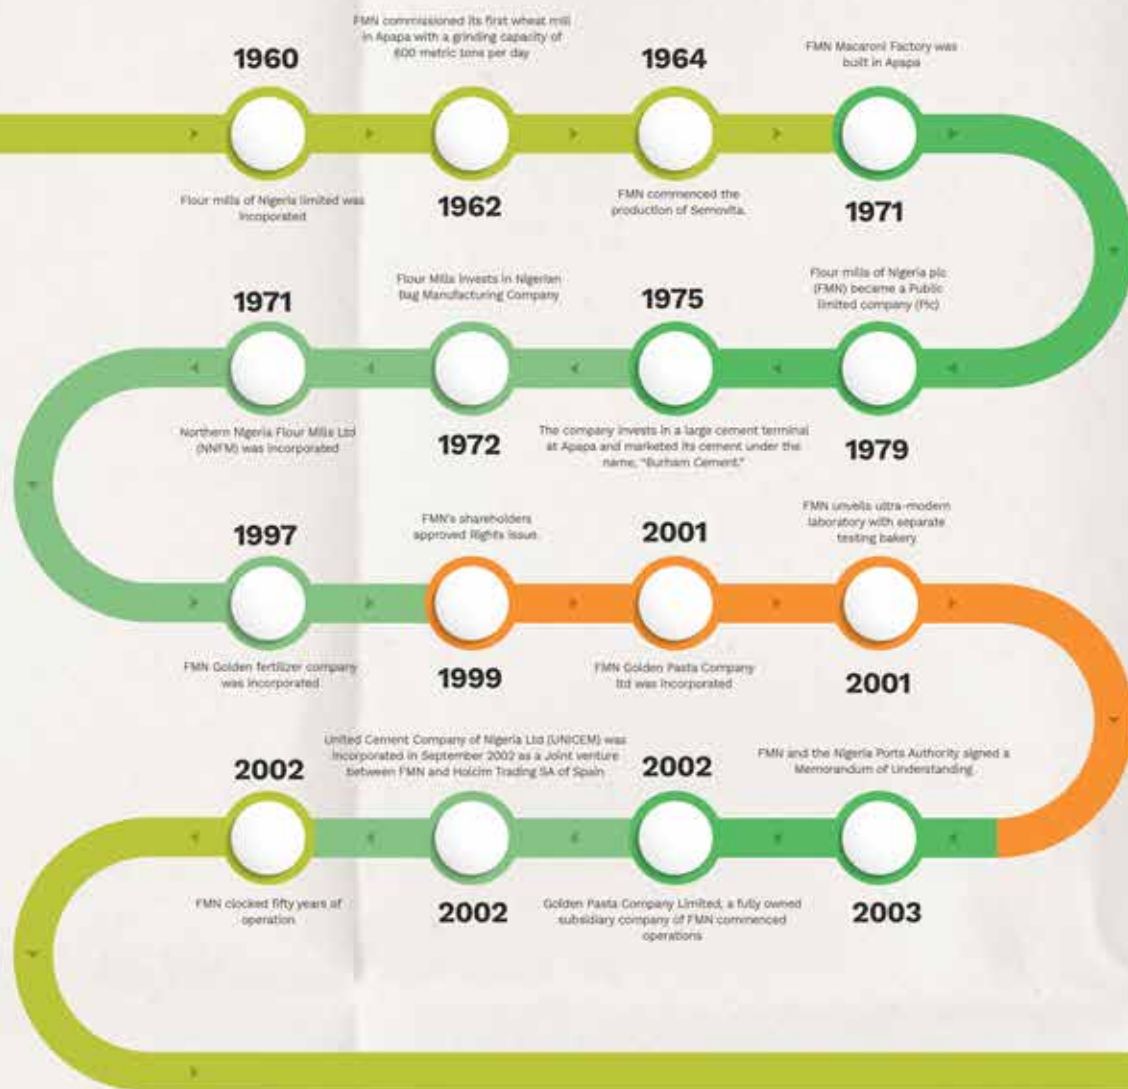 1960
Flour mills of Nigeria limited was
incoporated
FMN commissioned its first wheat mill
in Apapa with a grinding capacity of
600 metric tons per day
1962
1964
FMN commenced the
production of Semovita.
FMN Macaroni Factory was
built in Apapa
1971
1971
Northern Nigeria Flour Mills Ltd
(NNFM) was incorporated
Flour Mills Invests in Nigerian
Bag Manufacturing Company
1972
1975
The company invests in a large cement terminal
at Apapa and marketed its cement under the
name, "Burham Cement."
Flour mills of Nigeria plc
(FMN) became a Public
limited company (Plc)
1979
1997
FMN Golden fertilizer company
was incorporated
FMN's shareholders
approved Rights Issue.
1999
2001
FMN Golden Pasta Company
ltd was incorporated
FMN unveils ultra-modern
laboratory with separate
testing bakery
2001
2002
FMN clocked fifty years of
operation
United Cement Company of Nigeria Ltd (UNICEM) was
incorporated in September 2002 as a Joint venture
between FMN and Holcim Trading SA of Spain
2002
2002
Golden Pasta Company Limited, a fully owned
subsidiary company of FMN commenced
operations
FMN and the Nigeria Ports Authority signed a
Memorandum of Understanding
2003